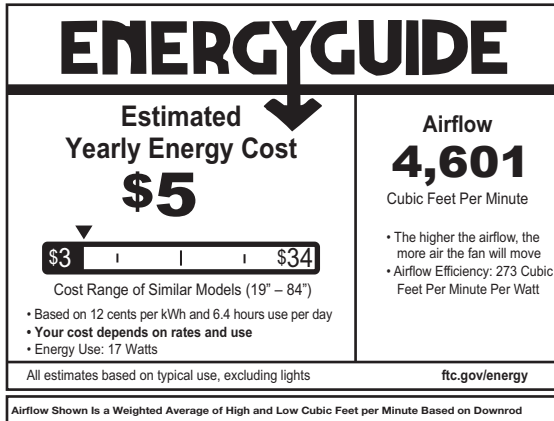 ENERGYGUIDE
Estimated
Yearly Energy Cost
$5
$3
$34
Cost Range of Similar Models (19” – 84”)
• Based on 12 cents per kWh and 6.4 hours use per day
• Your cost depends on rates and use
• Energy Use: 17 Watts
Airflow
4,601
Cubic Feet Per Minute
• The higher the airflow, the
more air the fan will move
• Airflow Efficiency: 273 Cubic
Feet Per Minute Per Watt
All estimates based on typical use, excluding lights
ftc.gov/energy
Airflow Shown Is a Weighted Average of High and Low Cubic Feet per Minute Based on Downrod